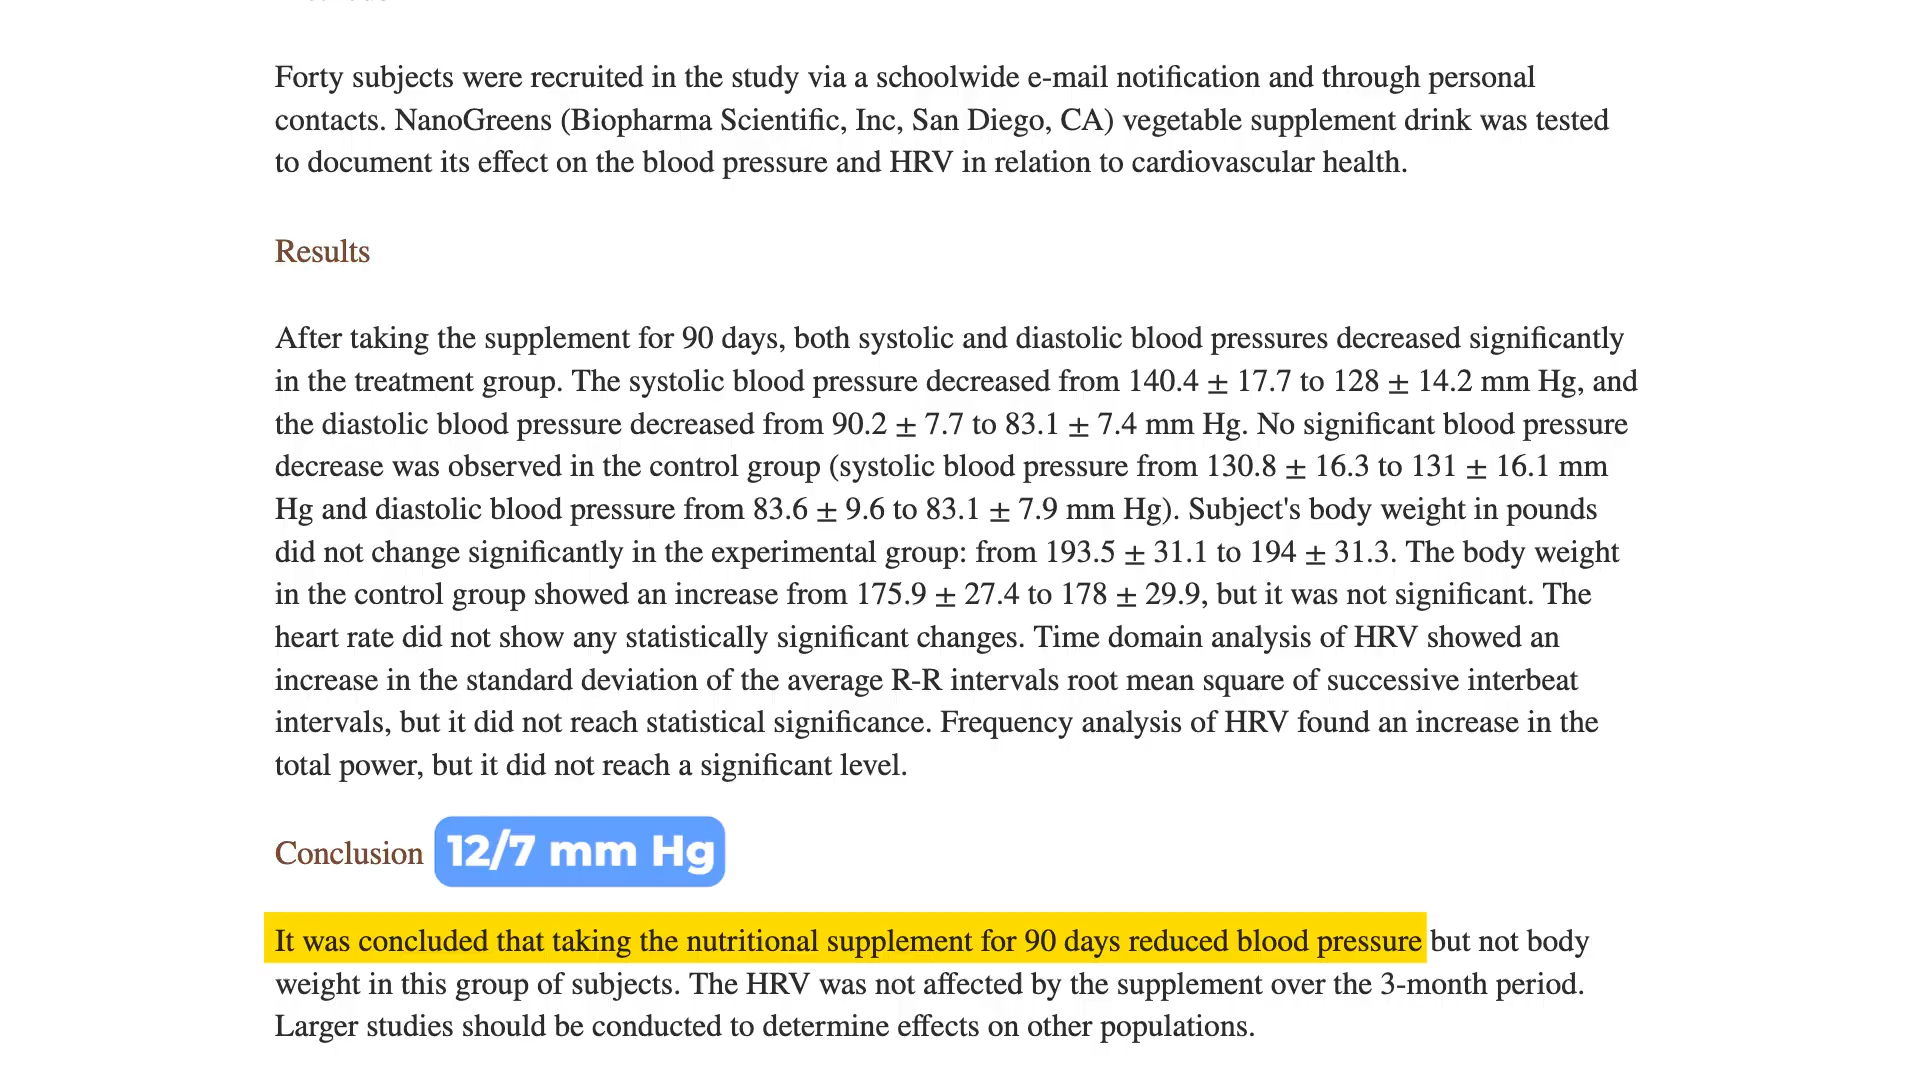 Forty subjects were recruited in the study via a schoolwide e-mail notification and through personal
contacts. NanoGreens (Biopharma Scientific, Inc, San Diego, CA) vegetable supplement drink was tested
to document its effect on the blood pressure and HRV in relation to cardiovascular health.
Results
After taking the supplement for 90 days, both systolic and diastolic blood pressures decreased significantly
in the treatment group. The systolic blood pressure decreased from 140.4 ± 17.7 to 128 ± 14.2 mm Hg, and
the diastolic blood pressure decreased from 90.2 ± 7.7 to 83.1 ± 7.4 mm Hg. No significant blood pressure
decrease was observed in the control group (systolic blood pressure from 130.8 ± 16.3 to 131 ± 16.1 mm
Hg and diastolic blood pressure from 83.6 ± 9.6 to 83.1 ± 7.9 mm Hg). Subject's body weight in pounds
did not change significantly in the experimental group: from 193.5 ± 31.1 to 194 ± 31.3. The body weight
in the control group showed an increase from 175.9 ± 27.4 to 178 ± 29.9, but it was not significant. The
heart rate did not show any statistically significant changes. Time domain analysis of HRV showed an
increase in the standard deviation of the average R-R intervals root mean square of successive interbeat
intervals, but it did not reach statistical significance. Frequency analysis of HRV found an increase in the
total power, but it did not reach a significant level.
Conclusion 12/7 mm Hg
It was concluded that taking the nutritional supplement for 90 days reduced blood pressure but not body
weight in this group of subjects. The HRV was not affected by the supplement over the 3-month period.
Larger studies should be conducted to determine effects on other populations.